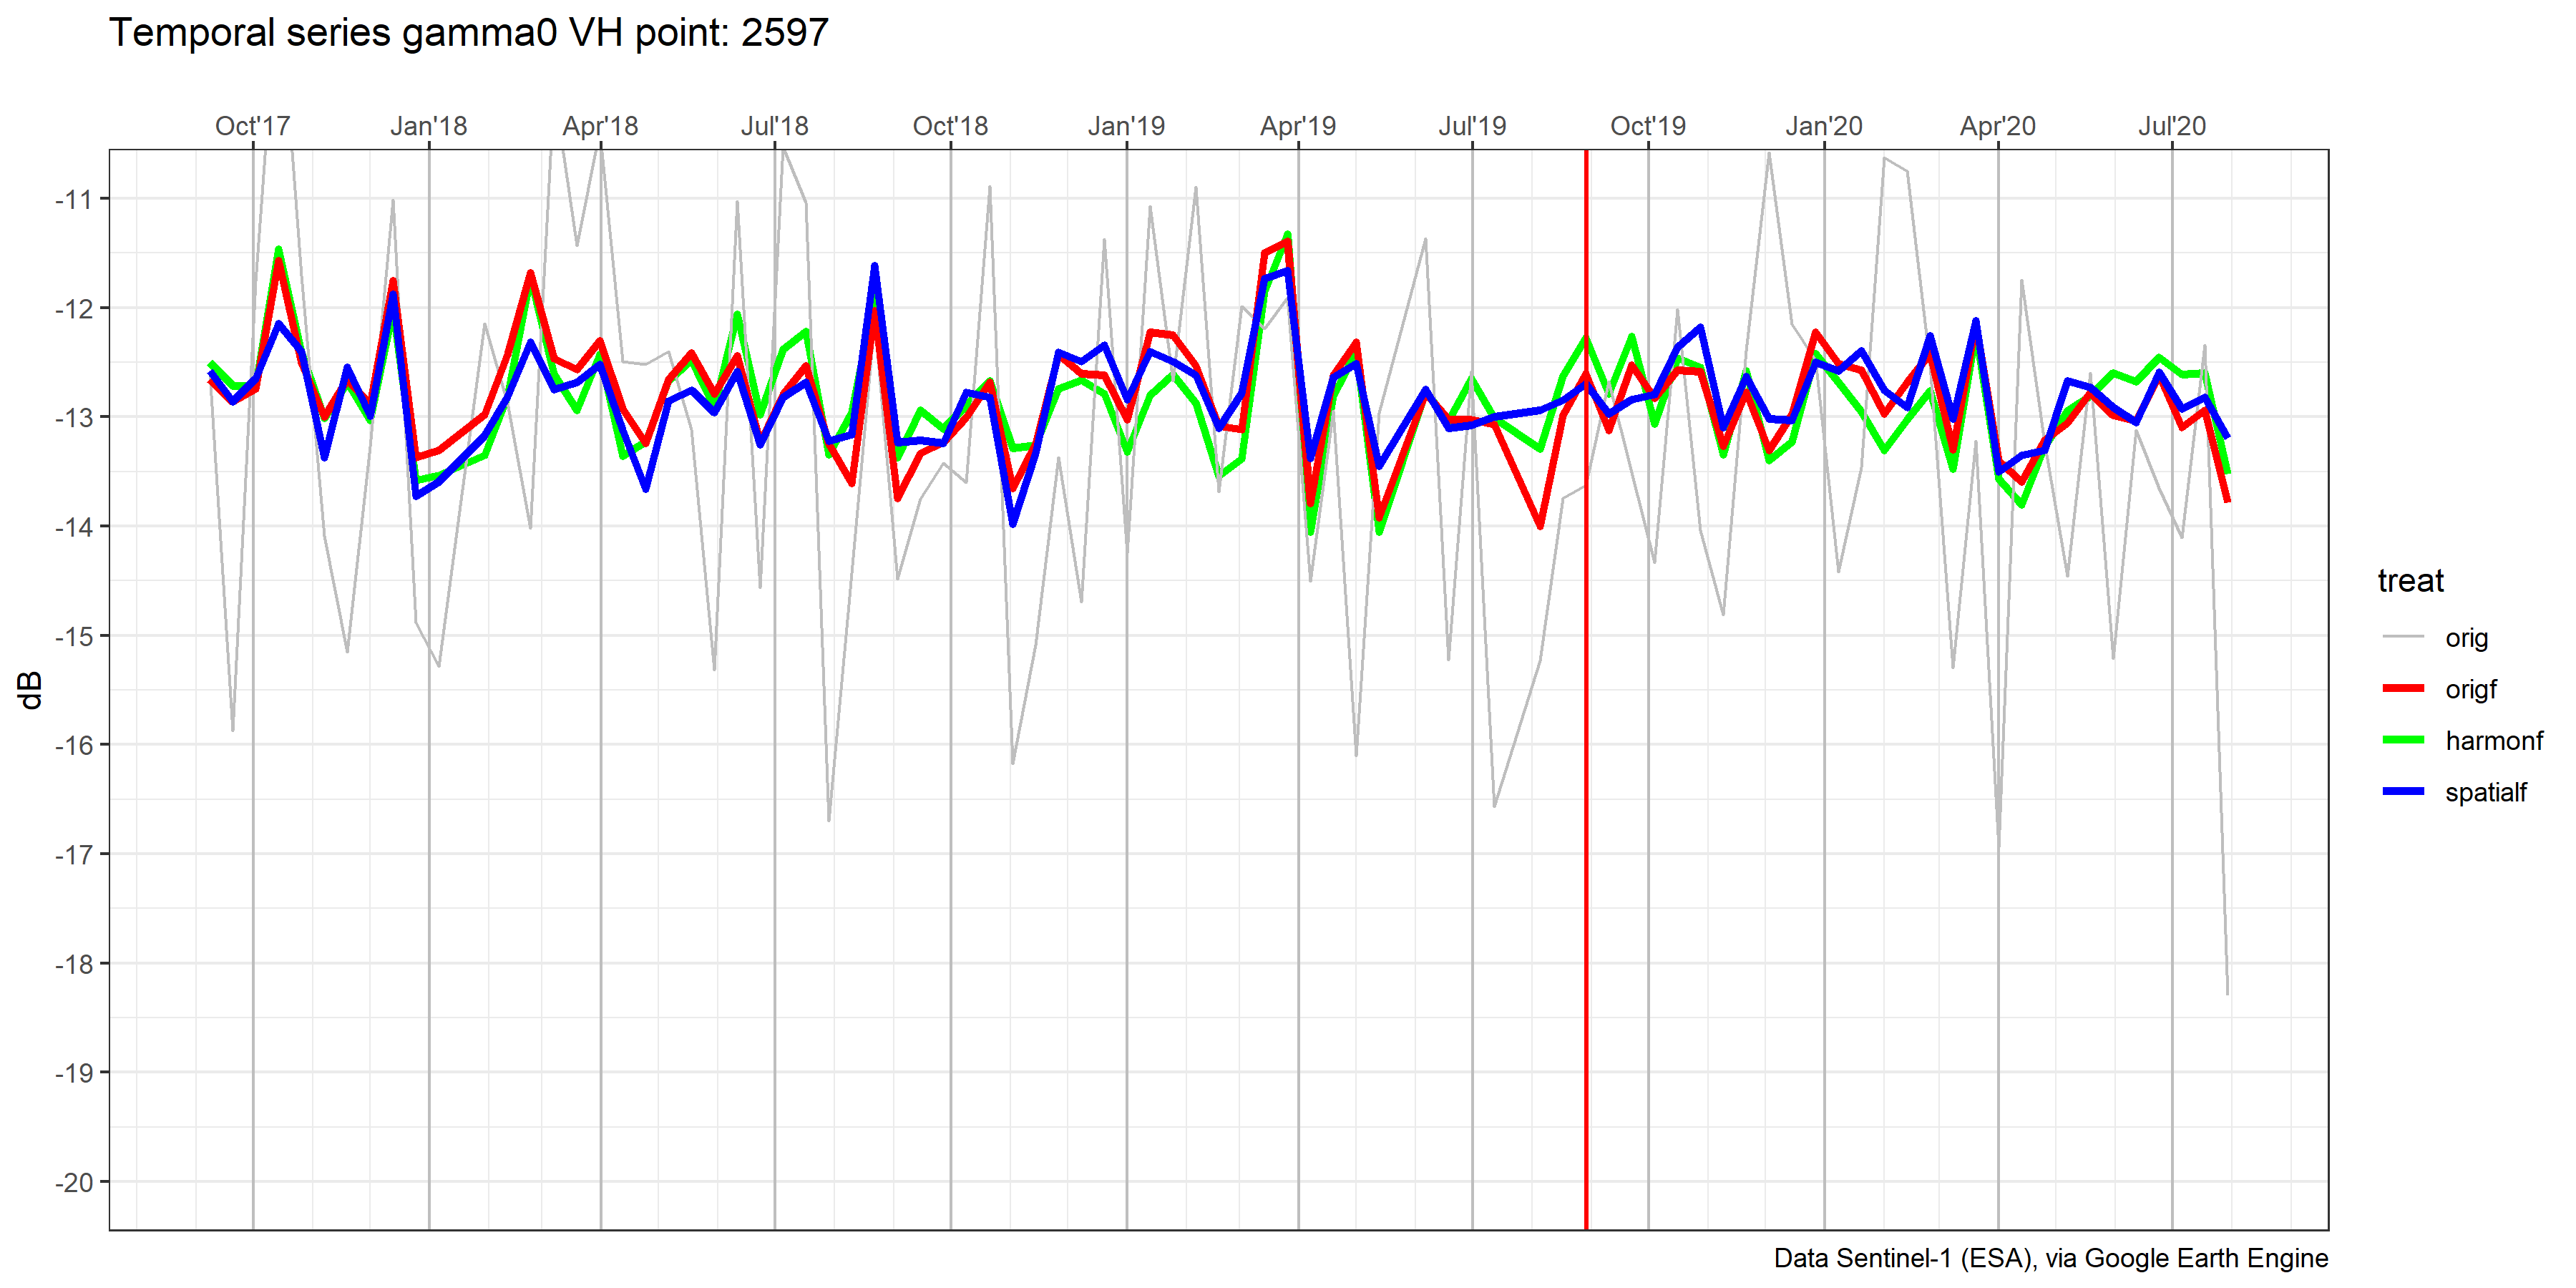 Temporal series gamma0 VH point: 2597
Oct'17 Jan'18 Apr'18 Jul'18 Oct'18 Jan'19 Apr'19 Jul'19 Oct'19 Jan'20 Apr'20 Jul'20
-11
-12
-13
-14
-15
-16
-17
-18
-19
-20
dB
treat
orig
origf
harmonf
spatialf
Data Sentinel-1 (ESA), via Google Earth Engine